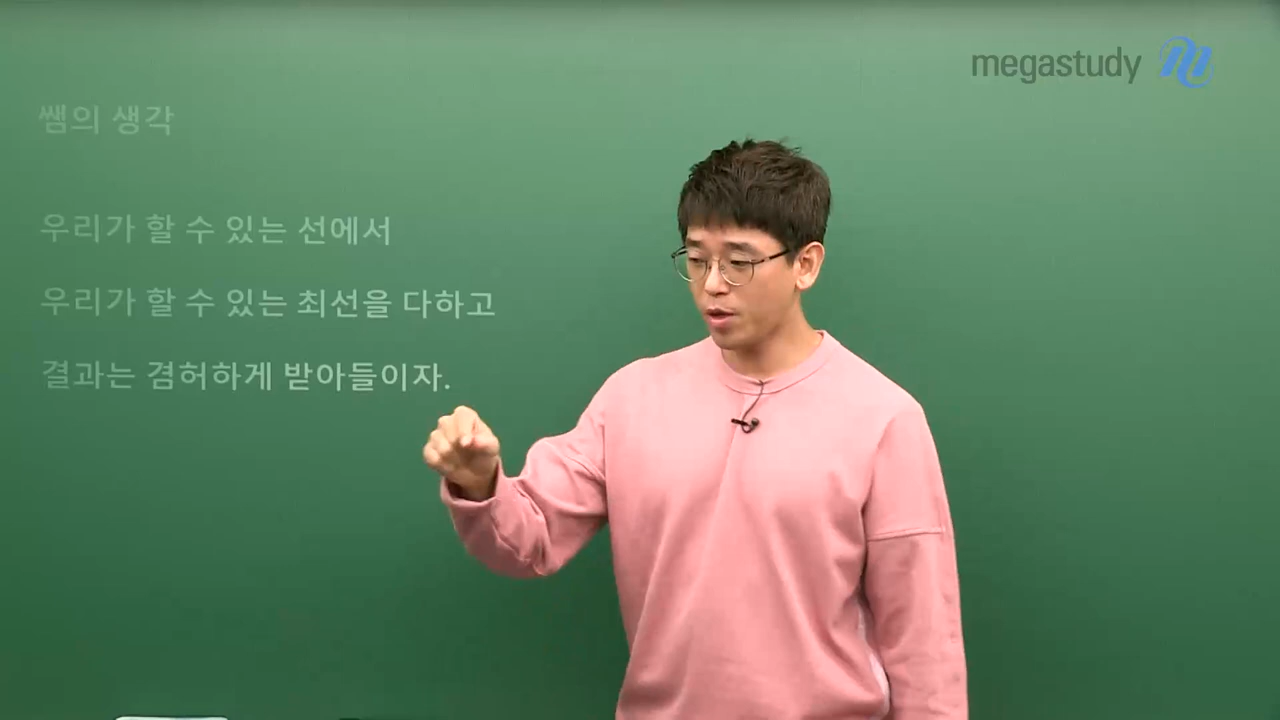 megastudy
쌤의 생각
우리가 할 수 있는 선에서
우리가 할 수 있는 최선을 다하고
결과는 겸허하게 받아들이자.